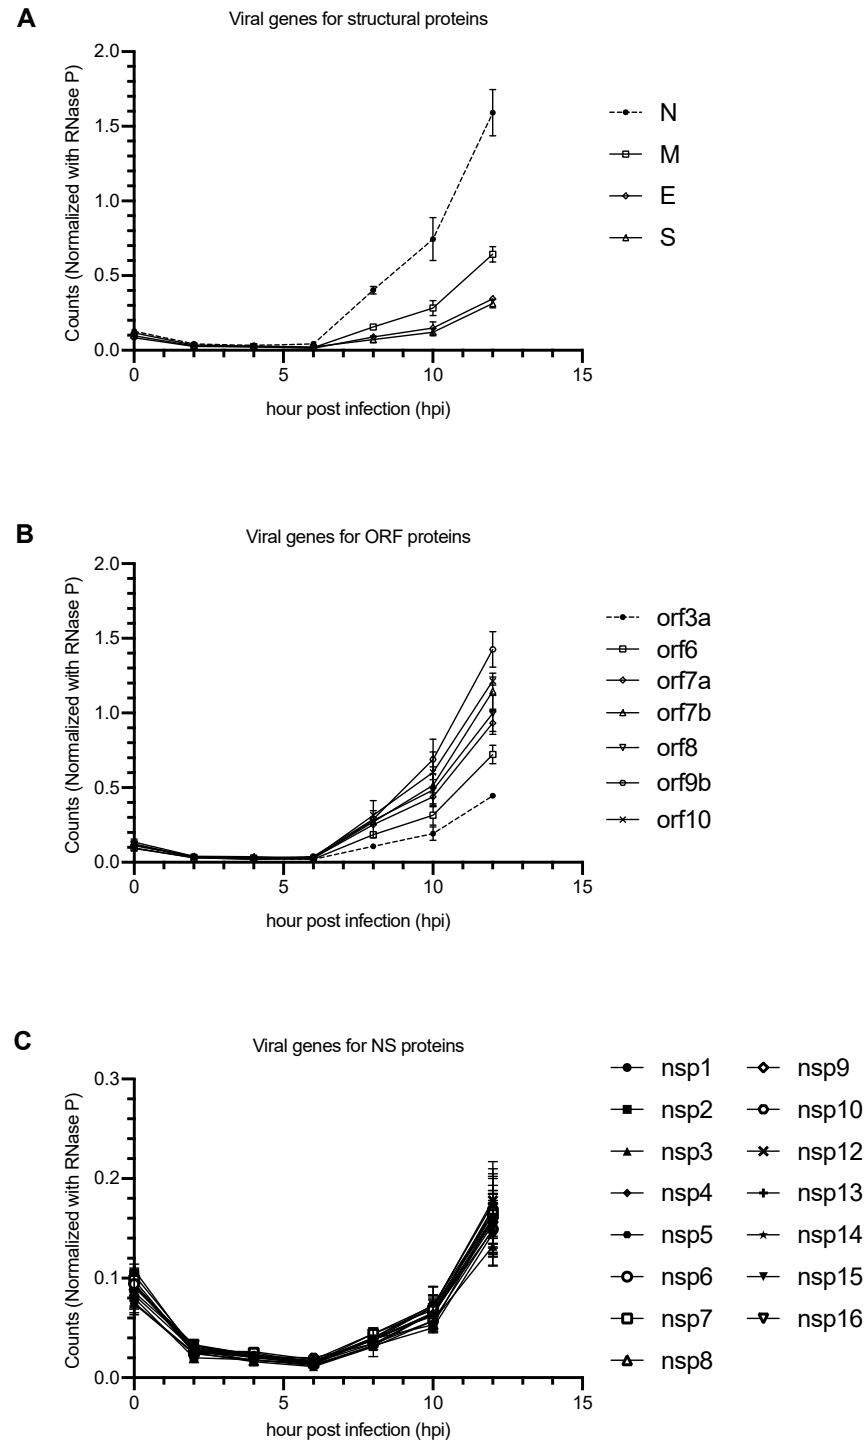 A
Viral genes for structural proteins
Counts (Normalized with RNase P)
2.0
1.5
1.0
0.5
0.0
0 5 10 15
hour post infection (hpi)
N
M
E
S
B
Viral genes for ORF proteins
Counts (Normalized with RNase P)
2.0
1.5
1.0
0.5
0.0
0 5 10 15
hour post infection (hpi)
orf3a
orf6
orf7a
orf7b
orf8
orf9b
orf10
C
Viral genes for NS proteins
Counts (Normalized with RNase P)
0.3
0.2
0.1
0.0
0 5 10 15
hour post infection (hpi)
nsp1 nsp9
nsp2 nsp10
nsp3 nsp12
nsp4 nsp13
nsp5 nsp14
nsp6 nsp15
nsp7 nsp16
nsp8